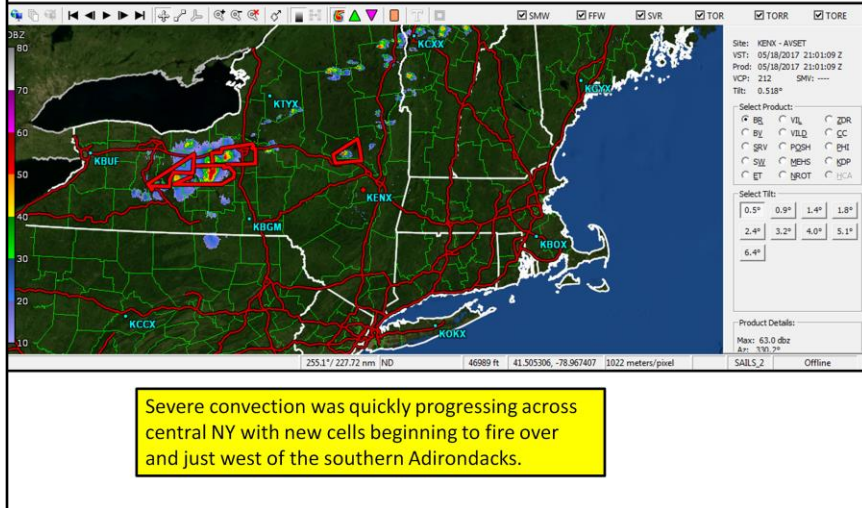 SMW FFW SVR TOR TORR TORE
DBZ
80
70
60
50
40
30
20
10
KCXX
KGYX
KTYX
KBUF
KENX
KBGM
KBOX
KCCX
KOKX
Site: KENX - AVSET
VST: 05/18/2017 21:01:09 Z
Prod: 05/18/2017 21:01:09 Z
VCP: 212 SMV: ----
Tilt: 0.518°
Select Product:
BR VIL ZDR
BV VILD CC
SRV POSH PHI
SW MEHS KDP
ET NROT HCA
Select Tilt:
0.5° 0.9° 1.4° 1.8°
2.4° 3.2° 4.0° 5.1°
6.4°
Product Details:
Max: 63.0 dbz
Az: 330.2°
255.1°/ 227.72 nm ND 46989 ft 41.505306, -78.967407 1022 meters/pixel SAILS_2 Offline
Severe convection was quickly progressing across
central NY with new cells beginning to fire over
and just west of the southern Adirondacks.